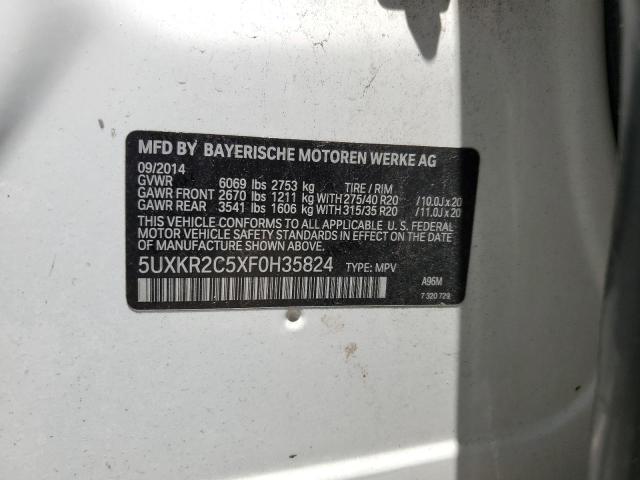 MFD BY BAYERISCHE MOTOREN WERKE AG
09/2014
GVWR 6069 lbs 2753 kg TIRE / RIM
GAWR FRONT 2670 lbs 1211 kg WITH 275/40 R20 / 10.0J x 20
GAWR REAR 3541 lbs 1606 kg WITH 315/35 R20 / 11.0J x 20
THIS VEHICLE CONFORMS TO ALL APPLICABLE U. S. FEDERAL
MOTOR VEHICLE SAFETY STANDARDS IN EFFECT ON THE
DATE OF MANUFACTURE SHOWN ABOVE.
5UXKR2C5XF0H35824 TYPE: MPV
A96M
7 320 729